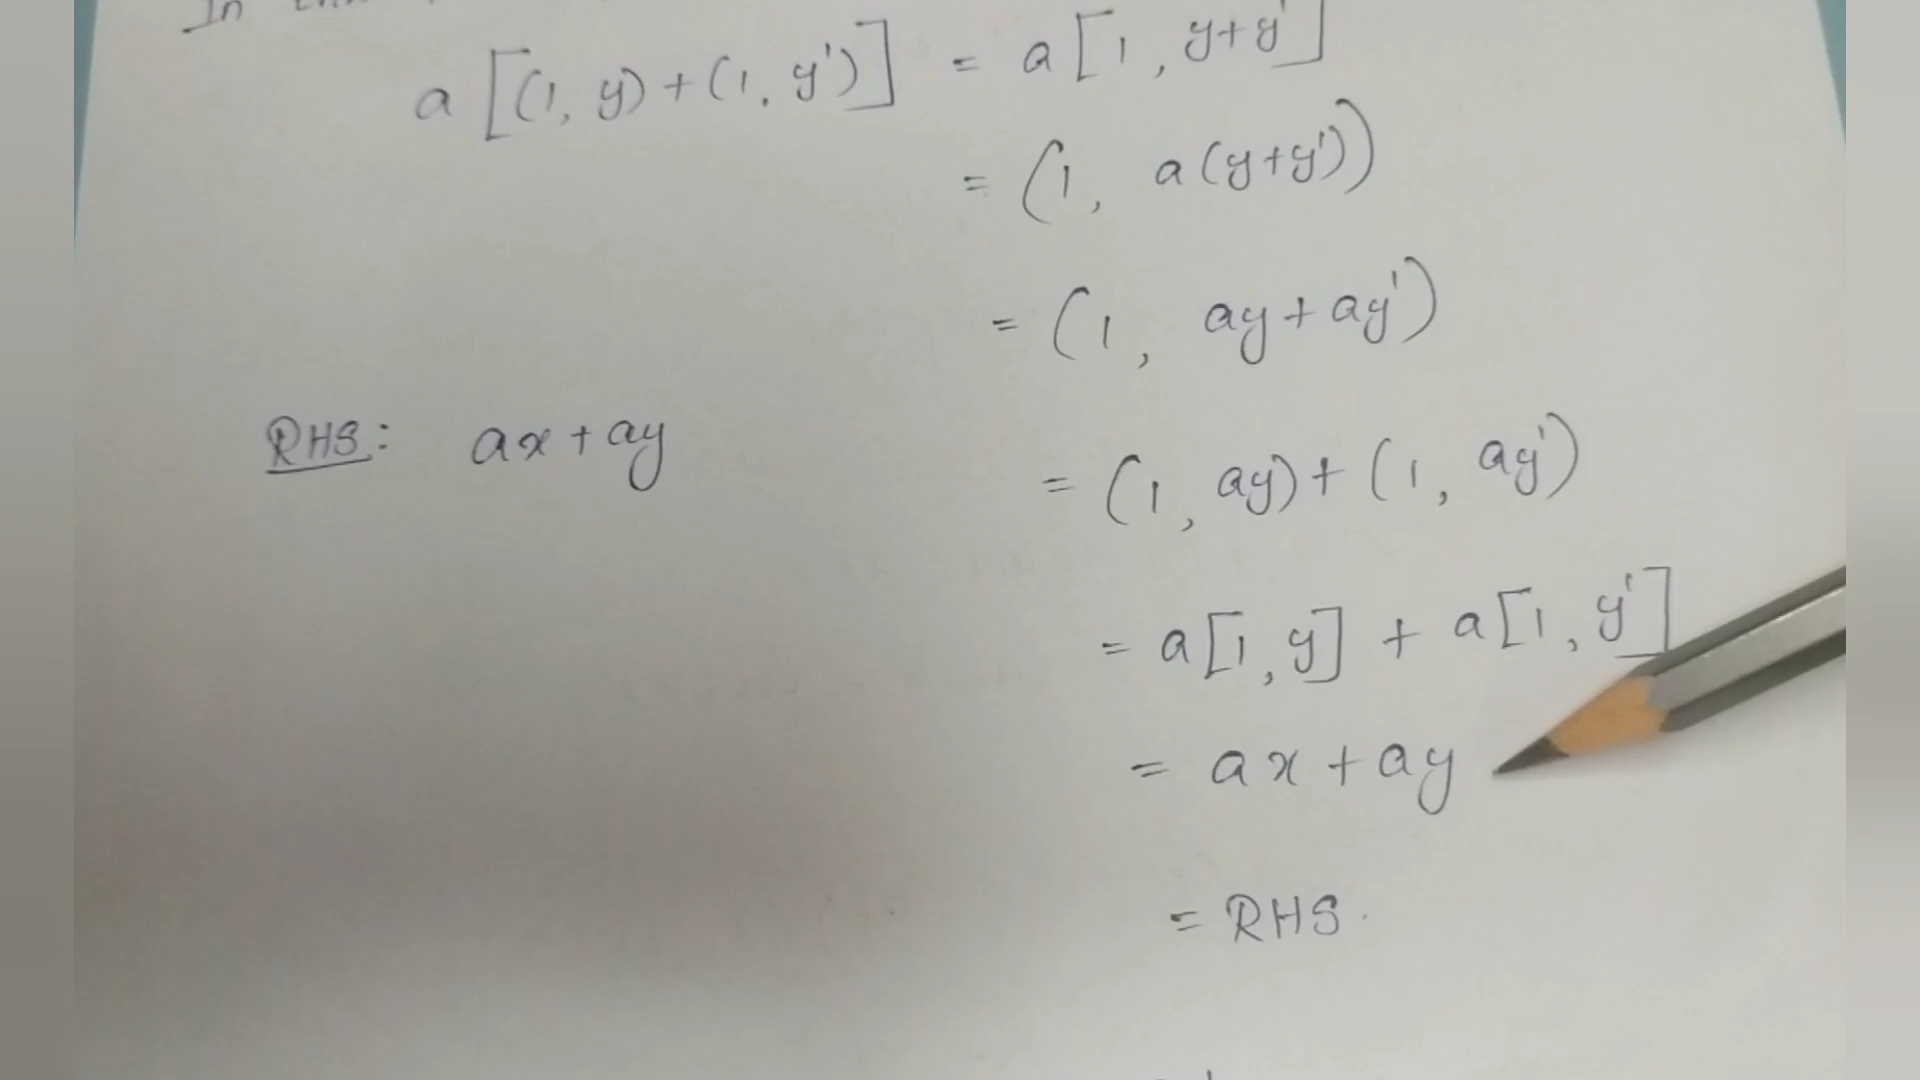 In
a [(1, y) + (1, y')] = a [1, y+y']
= (1, a(y+y'))
= (1, ay + ay')
RHS: ax + ay
= (1, ay) + (1, ay')
= a[1, y] + a[1, y']
= ax + ay
= RHS.